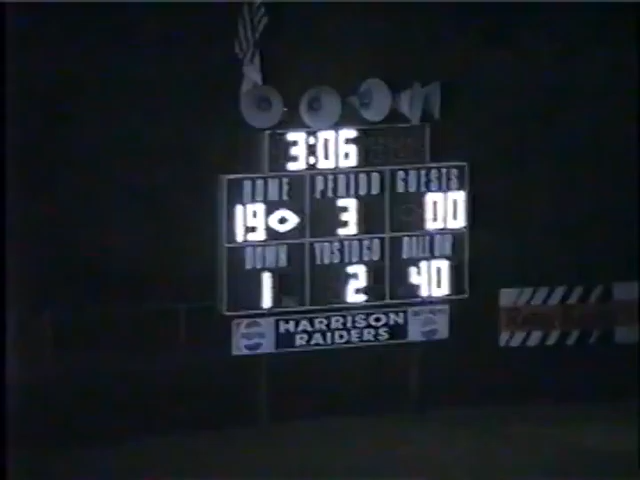 3:06
HOME PERIOD GUESTS
19 3 00
DOWN YDS TO GO BALL ON
1 2 40
HARRISON
RAIDERS